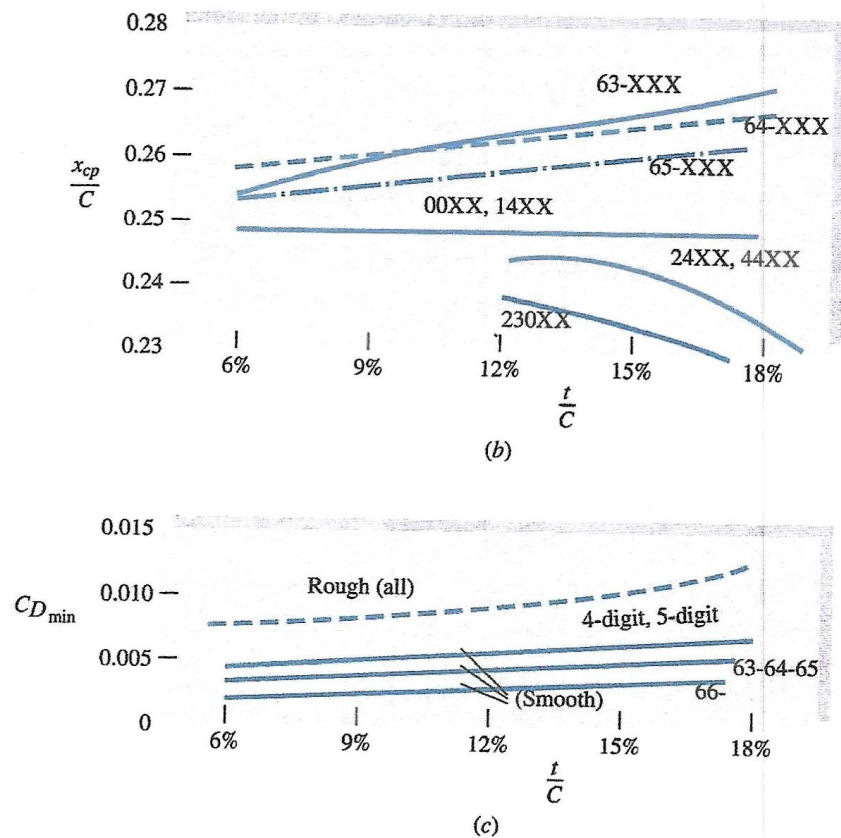 0.28
0.27
63-XXX
64-XXX
0.26
x_cp/C
65-XXX
00XX, 14XX
0.25
24XX, 44XX
0.24
230XX
0.23
6% 9% 12% 15% 18%
t/C
(b)
0.015
Rough (all)
0.010
C_D min
4-digit, 5-digit
0.005
63-64-65
(Smooth) 66-
0
6% 9% 12% 15% 18%
t/C
(c)